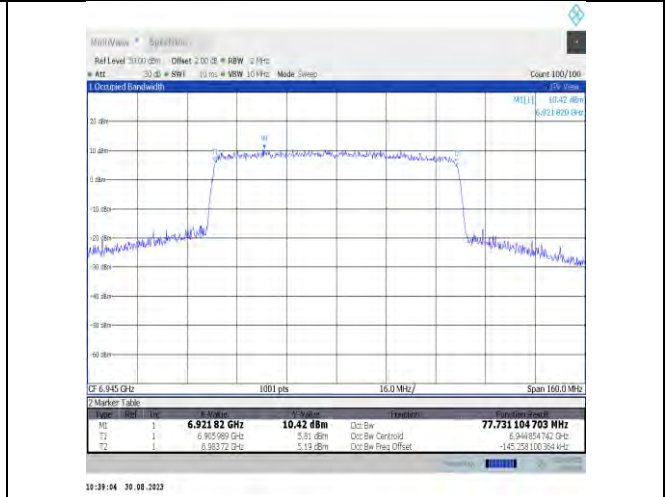 MultiView Spectrum
Ref Level 30.00 dBm Offset 2.00 dB RBW 2 MHz
Att 30 dB SWT 10 ms VBW 10 MHz Mode Sweep Count 100/100
1 Occupied Bandwidth
M1[1] 10.42 dBm
6.921 820 GHz
20 dBm
M1
10 dBm
0 dBm
-10 dBm
-20 dBm
-30 dBm
-40 dBm
-50 dBm
-60 dBm
CF 6.945 GHz 1001 pts 16.0 MHz/ Span 160.0 MHz
2 Marker Table
Type Ref Trc X-Value Y-Value Function Function Result
M1 1 6.921 82 GHz 10.42 dBm Occ Bw 77.731 104 703 MHz
T1 1 6.905 989 GHz 5.81 dBm Occ Bw Centroid 6.944 854 742 GHz
T2 1 6.983 72 GHz 5.19 dBm Occ Bw Freq Offset -145.258 100 364 kHz
10:39:04 30.08.2023